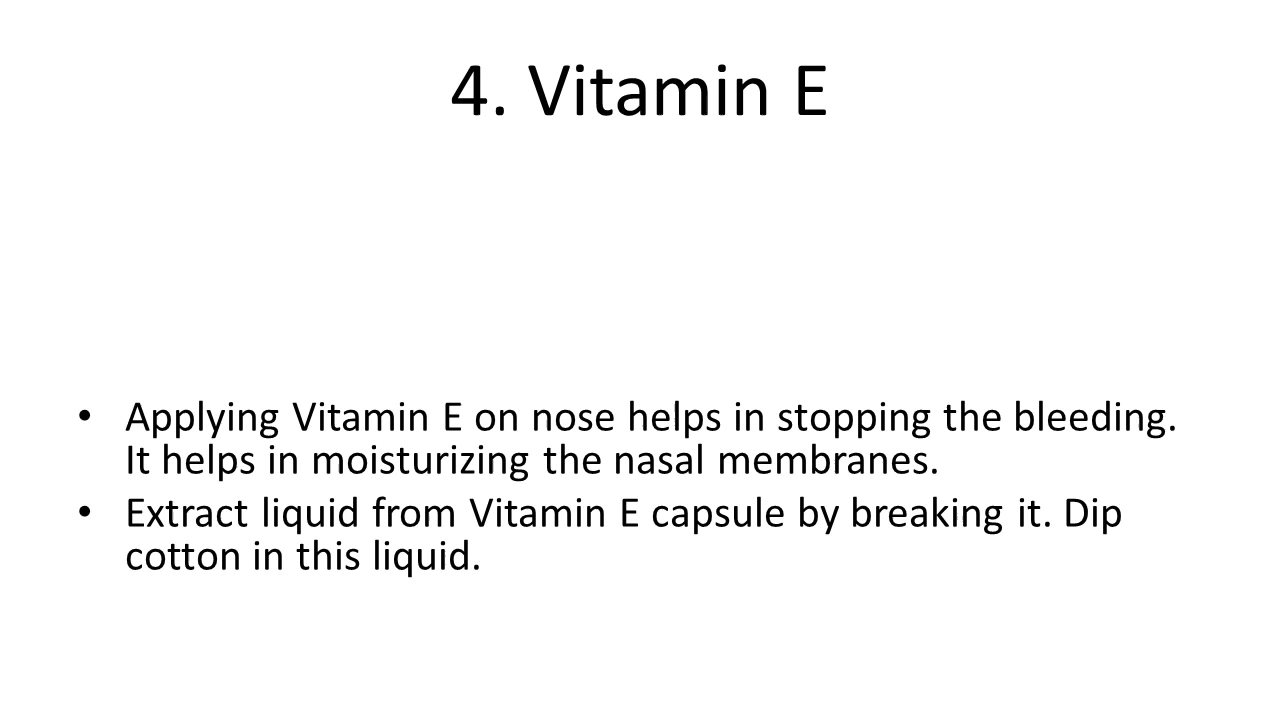 4. Vitamin E
• Applying Vitamin E on nose helps in stopping the bleeding.
It helps in moisturizing the nasal membranes.
• Extract liquid from Vitamin E capsule by breaking it. Dip
cotton in this liquid.